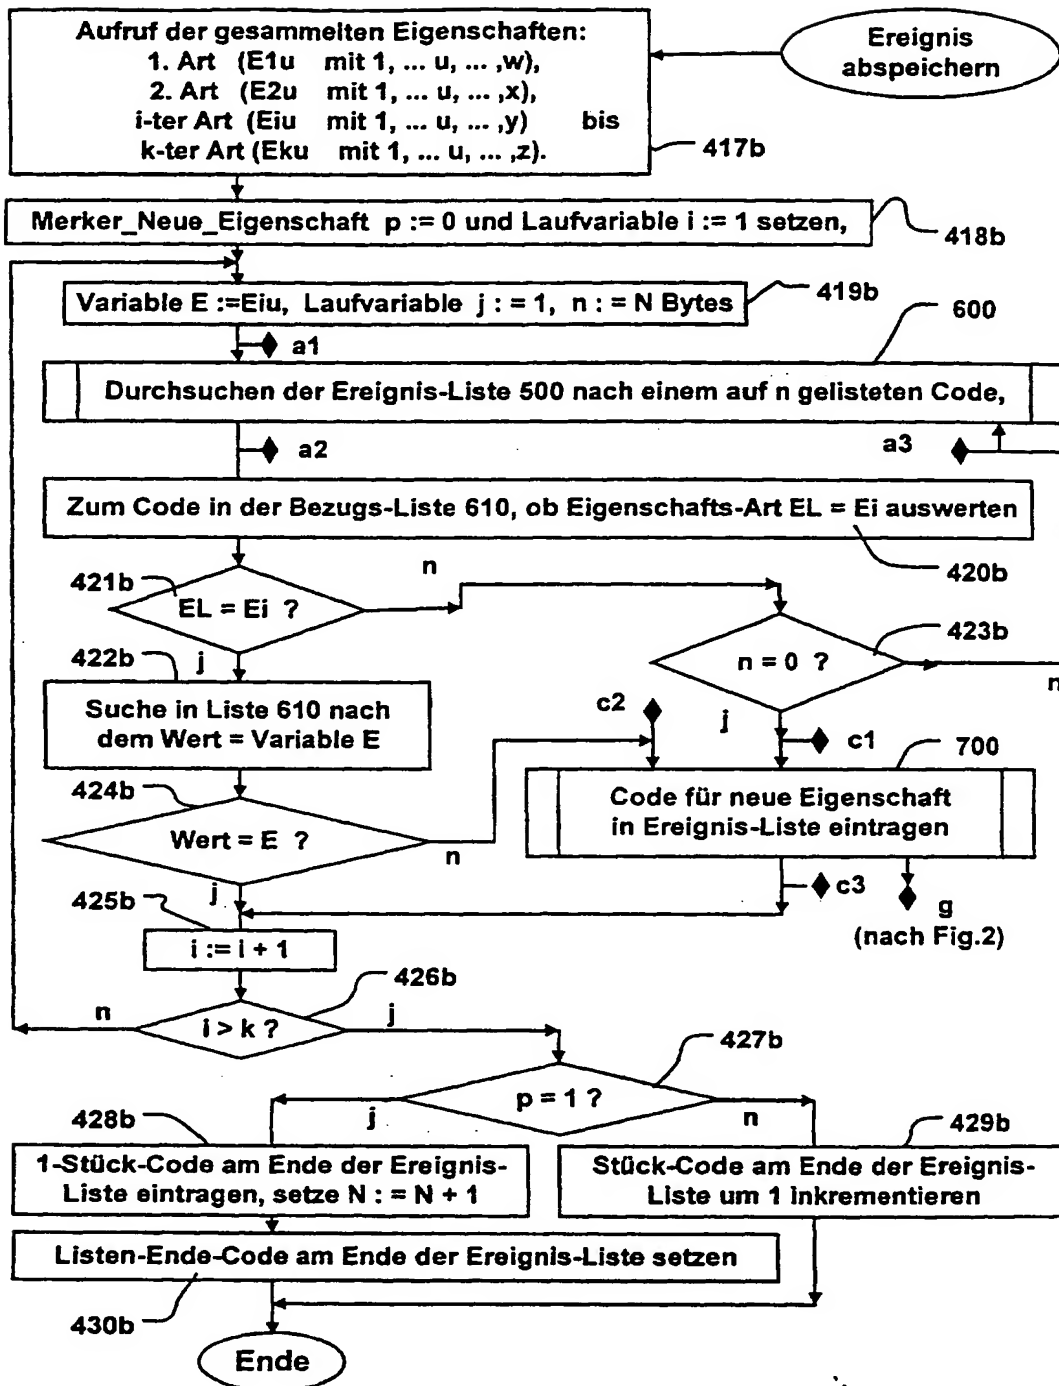 Aufruf der gesammelten Eigenschaften:
1. Art (E1u mit 1, ... u, ... ,w),
2. Art (E2u mit 1, ... u, ... ,x),
i-ter Art (Eiu mit 1, ... u, ... ,y) bis
k-ter Art (Eku mit 1, ... u, ... ,z).
Ereignis
abspeichern
417b
Merker_Neue_Eigenschaft p := 0 und Laufvariable i := 1 setzen,
418b
Variable E :=Eiu, Laufvariable j : = 1, n : = N Bytes
419b
600
a1
Durchsuchen der Ereignis-Liste 500 nach einem auf n gelisteten Code,
a2
a3
Zum Code in der Bezugs-Liste 610, ob Eigenschafts-Art EL = Ei auswerten
420b
421b
n
EL = Ei ?
423b
n = 0 ?
n
422b
j
Suche in Liste 610 nach
dem Wert = Variable E
c2
j
c1
700
424b
Code für neue Eigenschaft
in Ereignis-Liste eintragen
Wert = E ?
n
j
c3
g
(nach Fig.2)
425b
i := i + 1
426b
n
i > k ?
j
427b
p = 1 ?
j
n
428b
429b
1-Stück-Code am Ende der Ereignis-
Liste eintragen, setze N : = N + 1
Stück-Code am Ende der Ereignis-
Liste um 1 inkrementieren
Listen-Ende-Code am Ende der Ereignis-Liste setzen
430b
Ende